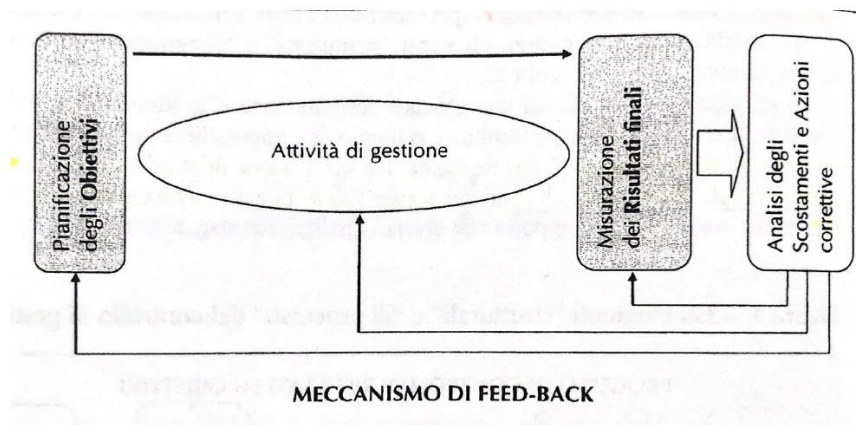 Pianificazione
degli Obiettivi
Attività di gestione
Misurazione
dei Risultati finali
Analisi degli
Scostamenti e Azioni
correttive
MECCANISMO DI FEED-BACK